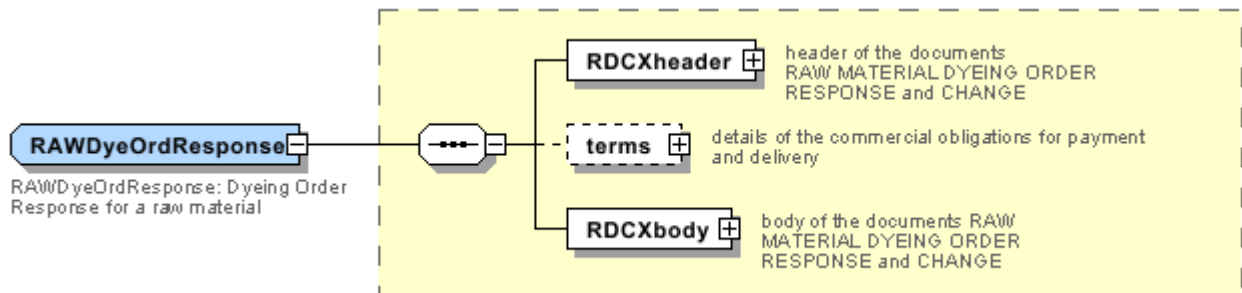 RDCXheader
header of the documents
RAW MATERIAL DYEING ORDER
RESPONSE and CHANGE
RAWDyeOrdResponse
RAWDyeOrdResponse: Dyeing Order
Response for a raw material
terms
details of the commercial obligations for payment
and delivery
RDCXbody
body of the documents RAW
MATERIAL DYEING ORDER
RESPONSE and CHANGE